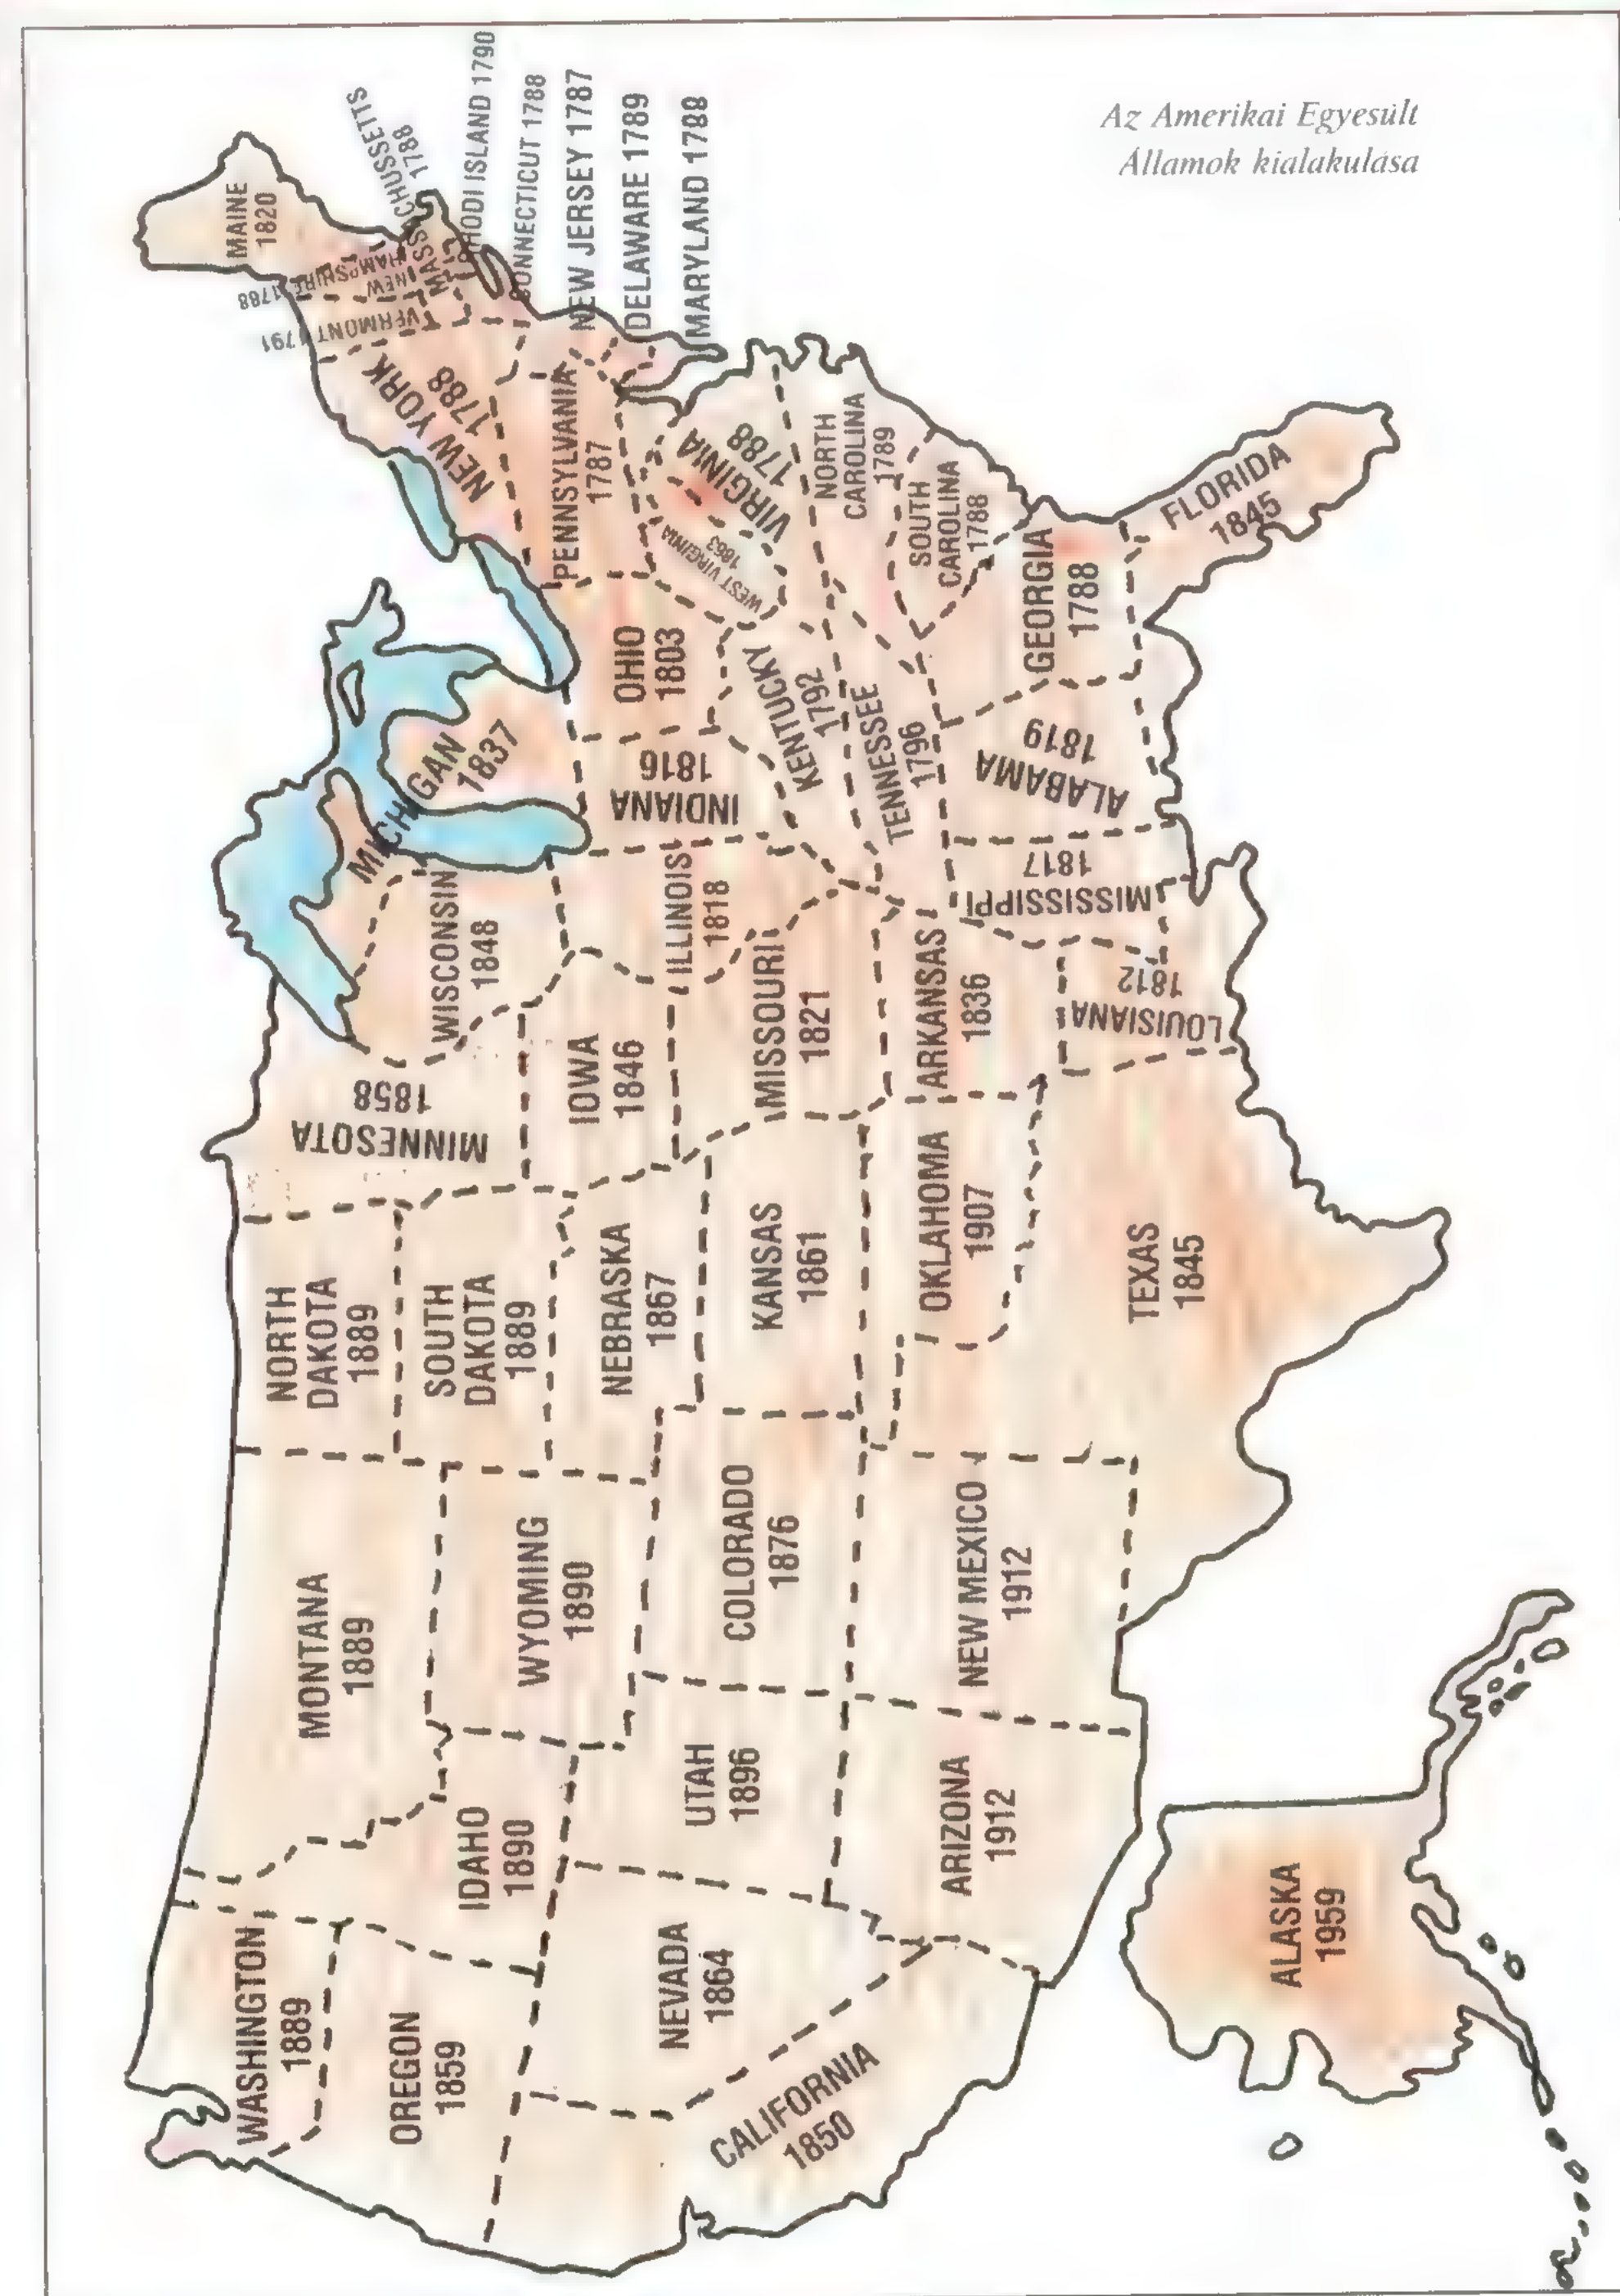 Az Amerikai Egyesült
Államok kialakulása
MAINE
1820
NEW
HAMPSHIRE 1788
VERMONT 1791
MASSACHUSSETTS
1788
RHODI ISLAND 1790
CONNECTICUT 1788
NEW JERSEY 1787
DELAWARE 1789
MARYLAND 1788
NEW YORK
1788
PENNSYLVANIA
1787
VIRGINIA
1788
WEST VIRGINIA
1863
NORTH
CAROLINA
1789
SOUTH
CAROLINA
1788
GEORGIA
1788
FLORIDA
1845
OHIO
1803
KENTUCKY
1792
TENNESSEE
1796
ALABAMA
1819
MICHIGAN
1837
INDIANA
1816
MISSISSIPPI
1817
WISCONSIN
1848
ILLINOIS
1818
MISSOURI
1821
ARKANSAS
1836
LOUISIANA
1812
MINNESOTA
1858
IOWA
1846
NORTH
DAKOTA
1889
SOUTH
DAKOTA
1889
NEBRASKA
1867
KANSAS
1861
OKLAHOMA
1907
TEXAS
1845
MONTANA
1889
WYOMING
1890
COLORADO
1876
NEW MEXICO
1912
IDAHO
1890
UTAH
1896
ARIZONA
1912
WASHINGTON
1889
OREGON
1859
NEVADA
1864
CALIFORNIA
1850
ALASKA
1959